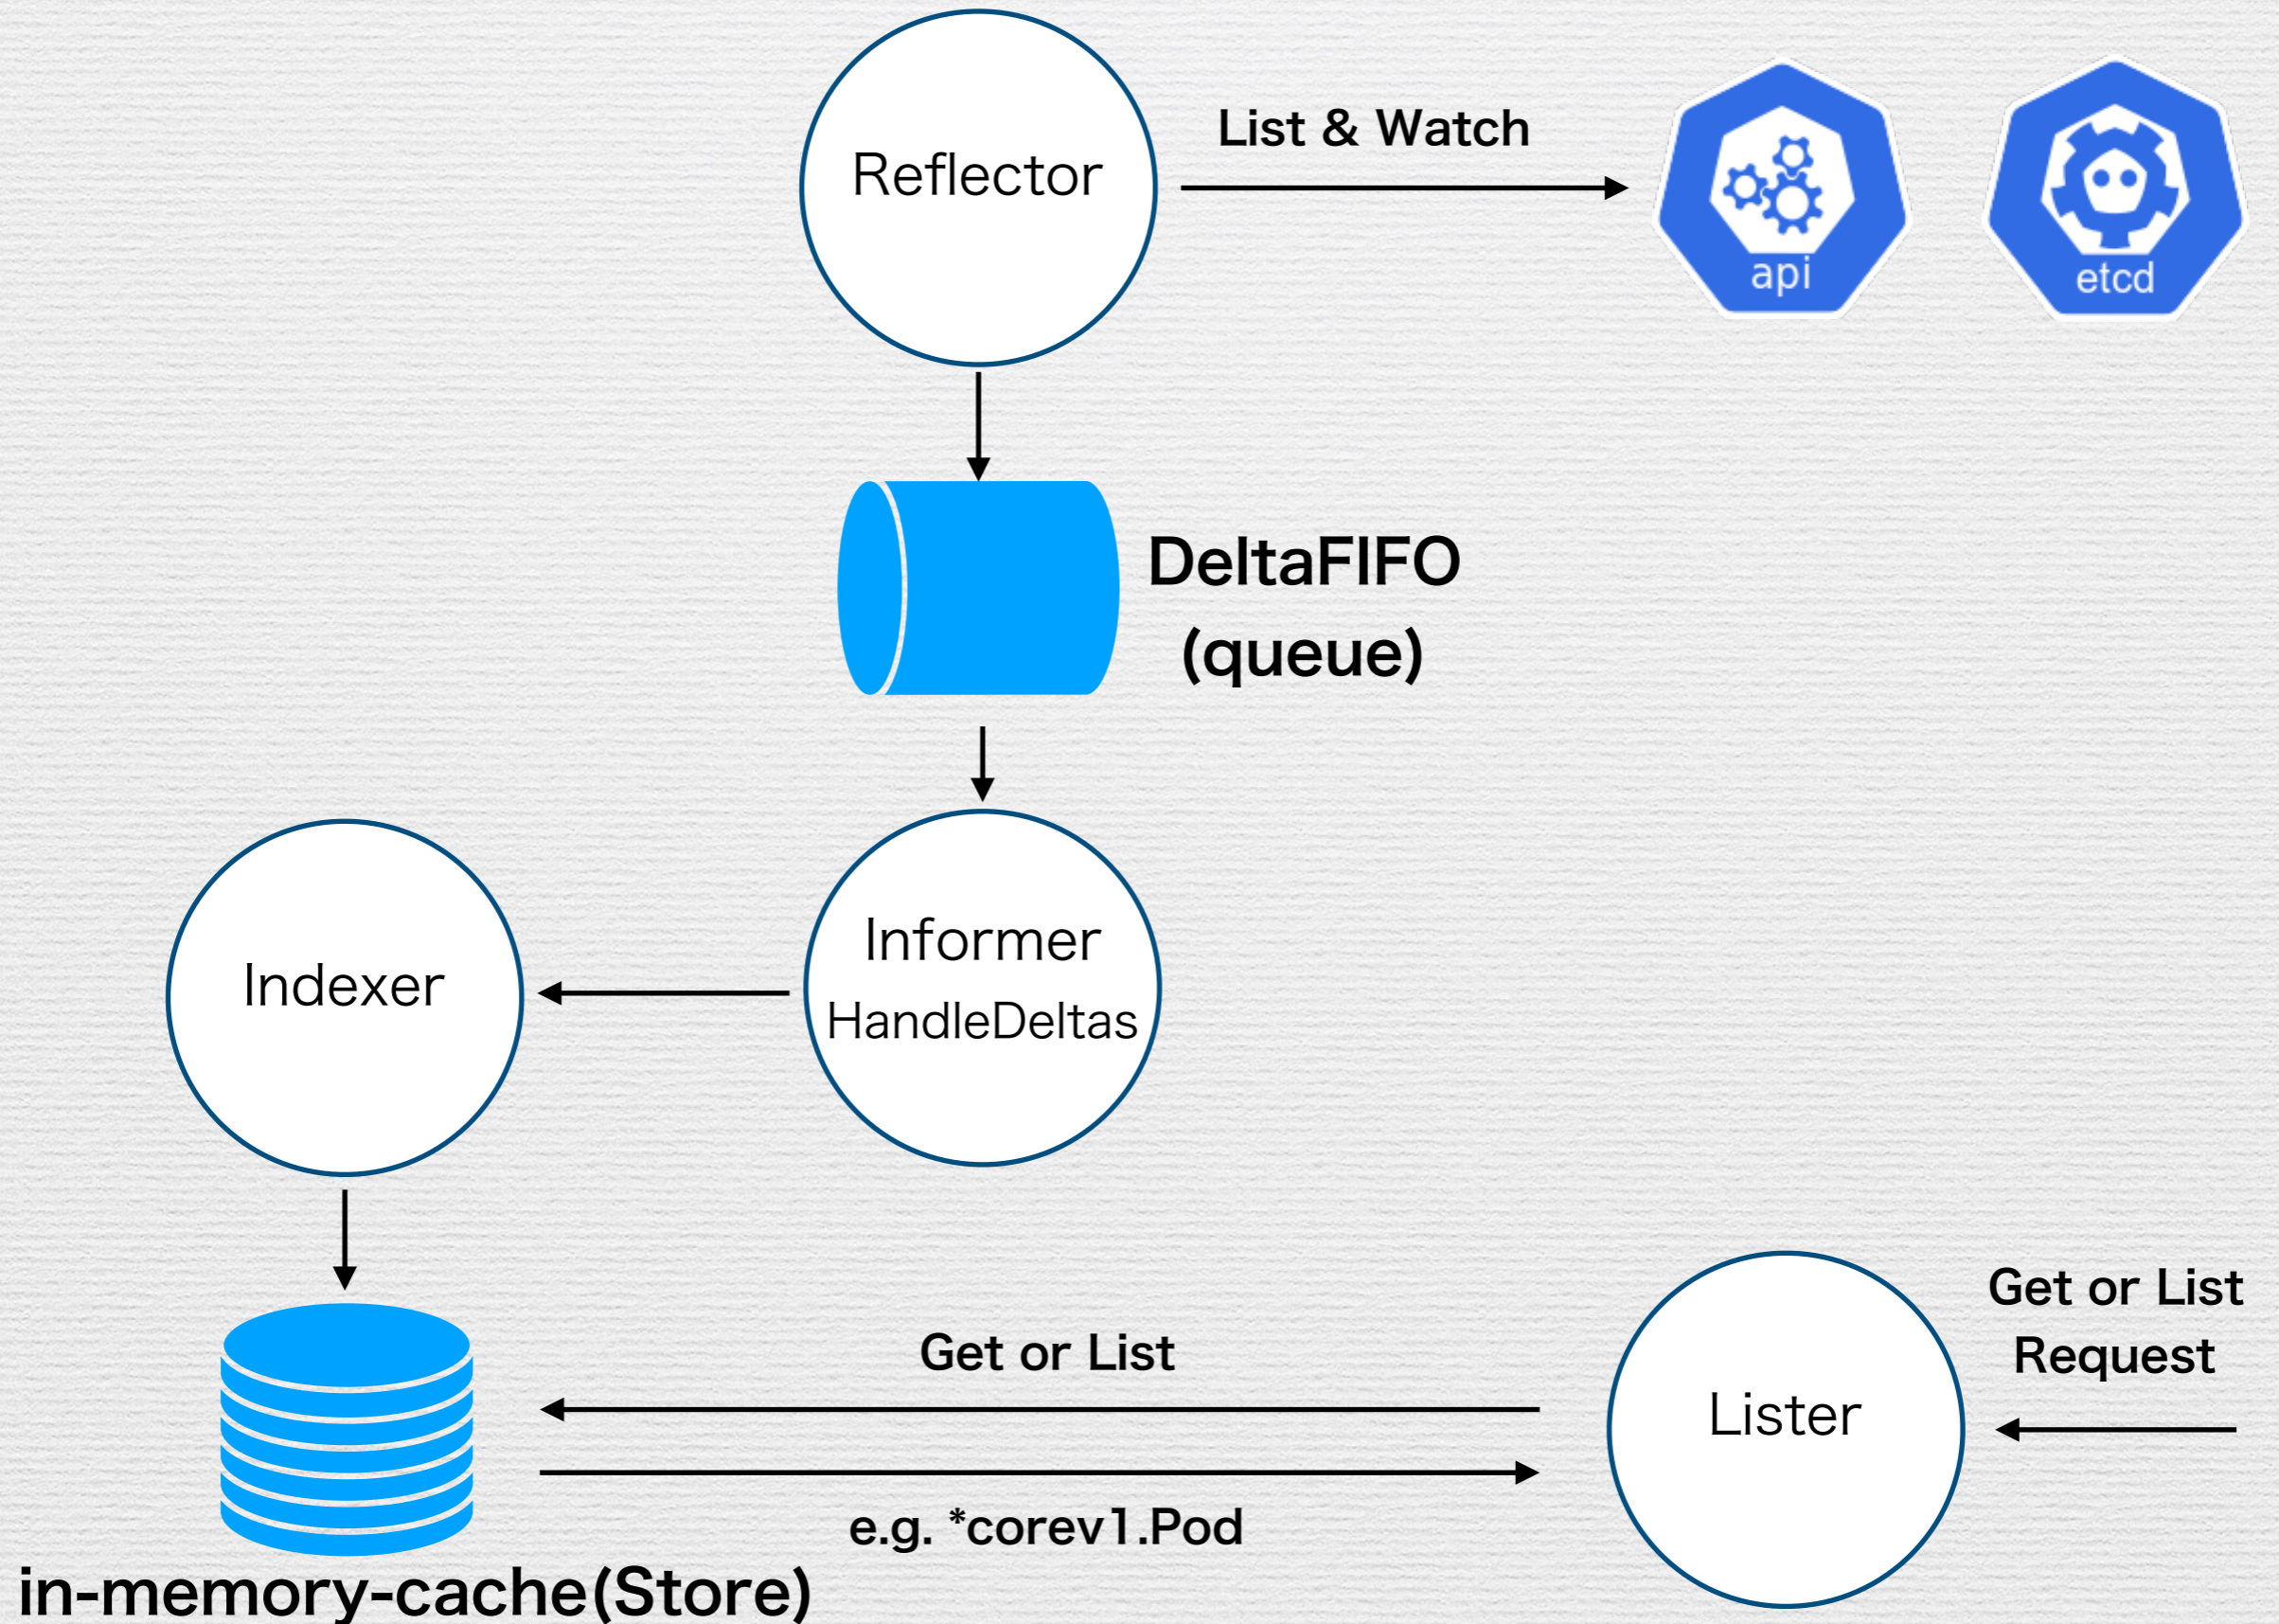 Reflector
List & Watch
api
etcd
DeltaFIFO
(queue)
Informer
HandleDeltas
Indexer
Get or List
Request
Get or List
Lister
e.g. *corev1.Pod
in-memory-cache(Store)